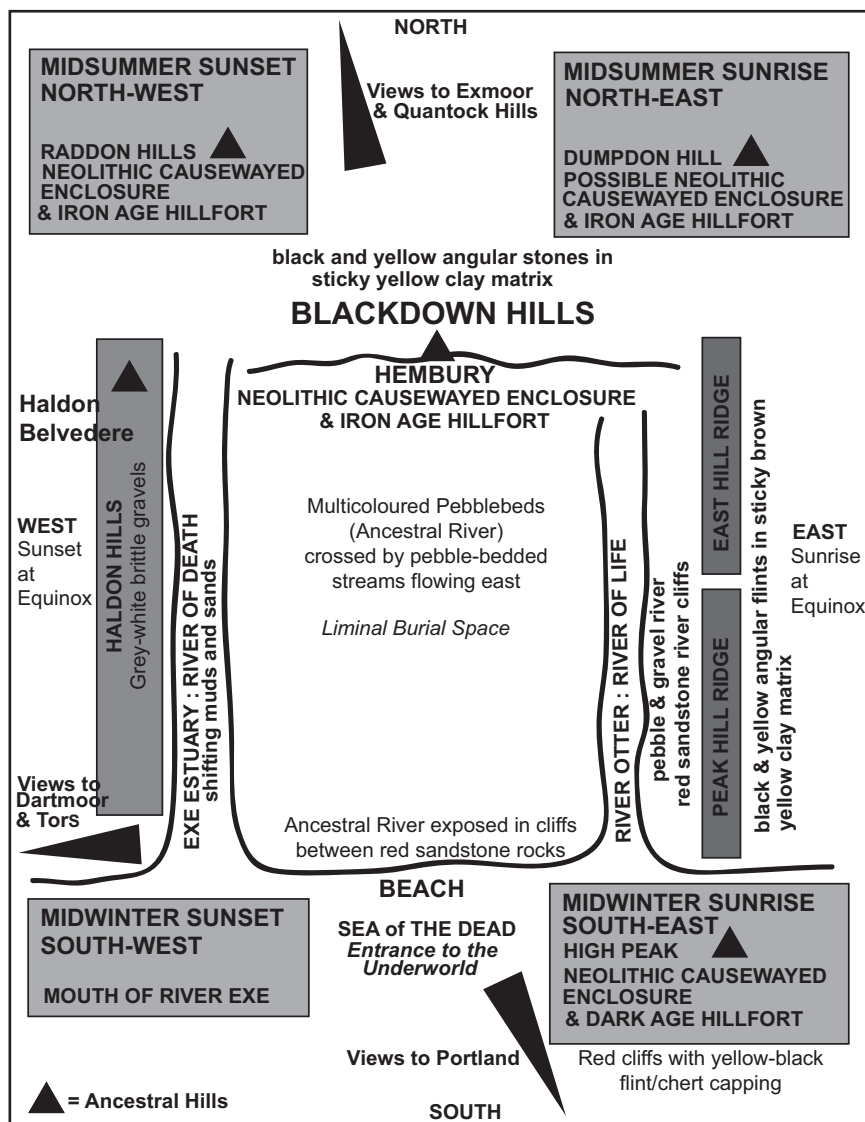 NORTH
MIDSUMMER SUNSET
NORTH-WEST
RADDON HILLS
NEOLITHIC CAUSEWAYED
ENCLOSURE
& IRON AGE HILLFORT
Views to Exmoor
& Quantock Hills
MIDSUMMER SUNRISE
NORTH-EAST
DUMPDON HILL
POSSIBLE NEOLITHIC
CAUSEWAYED ENCLOSURE
& IRON AGE HILLFORT
black and yellow angular stones in
sticky yellow clay matrix
BLACKDOWN HILLS
HEMBURY
NEOLITHIC CAUSEWAYED ENCLOSURE
& IRON AGE HILLFORT
Haldon
Belvedere
WEST
Sunset
at
Equinox
HALDON HILLS
Grey-white brittle gravels
EXE ESTUARY : RIVER OF DEATH
shifting muds and sands
Multicoloured Pebblebeds
(Ancestral River)
crossed by pebble-bedded
streams flowing east
Liminal Burial Space
RIVER OTTER : RIVER OF LIFE
pebble & gravel river
red sandstone river cliffs
EAST HILL RIDGE
PEAK HILL RIDGE
black & yellow angular flints in sticky brown
yellow clay matrix
EAST
Sunrise
at
Equinox
Views to
Dartmoor
& Tors
Ancestral River exposed in cliffs
between red sandstone rocks
BEACH
MIDWINTER SUNSET
SOUTH-WEST
MOUTH OF RIVER EXE
SEA of THE DEAD
Entrance to the
Underworld
MIDWINTER SUNRISE
SOUTH-EAST
HIGH PEAK
NEOLITHIC CAUSEWAYED
ENCLOSURE
& DARK AGE HILLFORT
Views to Portland
Red cliffs with yellow-black
flint/chert capping
= Ancestral Hills
SOUTH